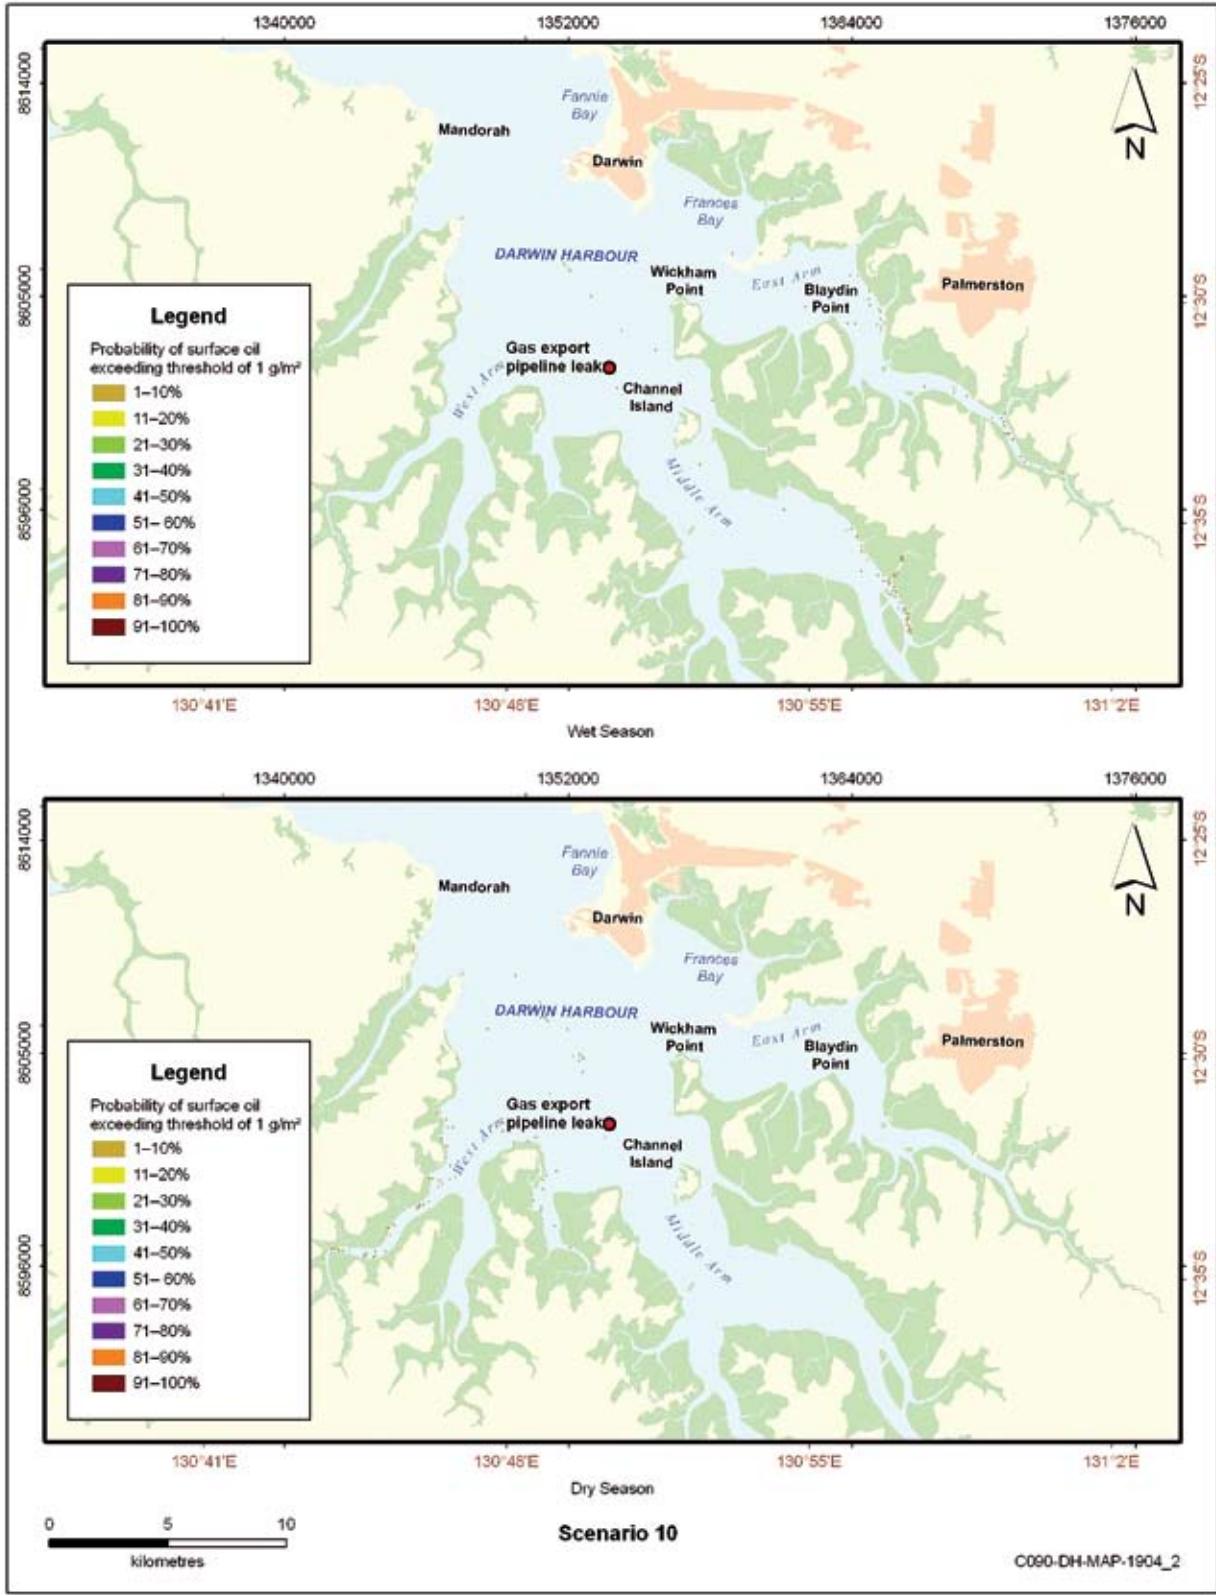 1340000 1352000 1364000 1376000
8614000
12°25'S
Fannie
Bay
Mandorah
N
Darwin
Frances
Bay
DARWIN HARBOUR
Wickham
Point
East Arm
Blaydin
Point
Palmerston
8605000
12°30'S
Legend
Probability of surface oil
exceeding threshold of 1 g/m²
1–10%
11–20%
21–30%
31–40%
41–50%
51– 60%
61–70%
71–80%
81–90%
91–100%
Gas export
pipeline leak
West Arm
Channel
Island
Middle Arm
8596000
12°35'S
130°41'E 130°48'E 130°55'E 131°2'E
Wet Season
1340000 1352000 1364000 1376000
8614000
12°25'S
Fannie
Bay
Mandorah
N
Darwin
Frances
Bay
DARWIN HARBOUR
Wickham
Point
East Arm
Blaydin
Point
Palmerston
8605000
12°30'S
Legend
Probability of surface oil
exceeding threshold of 1 g/m²
1–10%
11–20%
21–30%
31–40%
41–50%
51– 60%
61–70%
71–80%
81–90%
91–100%
Gas export
pipeline leak
West Arm
Channel
Island
Middle Arm
8596000
12°35'S
130°41'E 130°48'E 130°55'E 131°2'E
Dry Season
0 5 10
kilometres
Scenario 10
C090-DH-MAP-1904_2